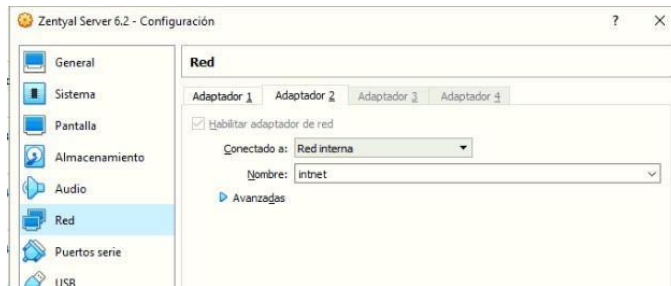 Zentyal Server 6.2 - Configuración ? ×
General
Sistema
Pantalla
Almacenamiento
Audio
Red
Puertos serie
USB
Red
Adaptador 1 Adaptador 2 Adaptador 3 Adaptador 4
Habilitar adaptador de red
Conectado a: Red interna
Nombre: intnet
Avanzadas